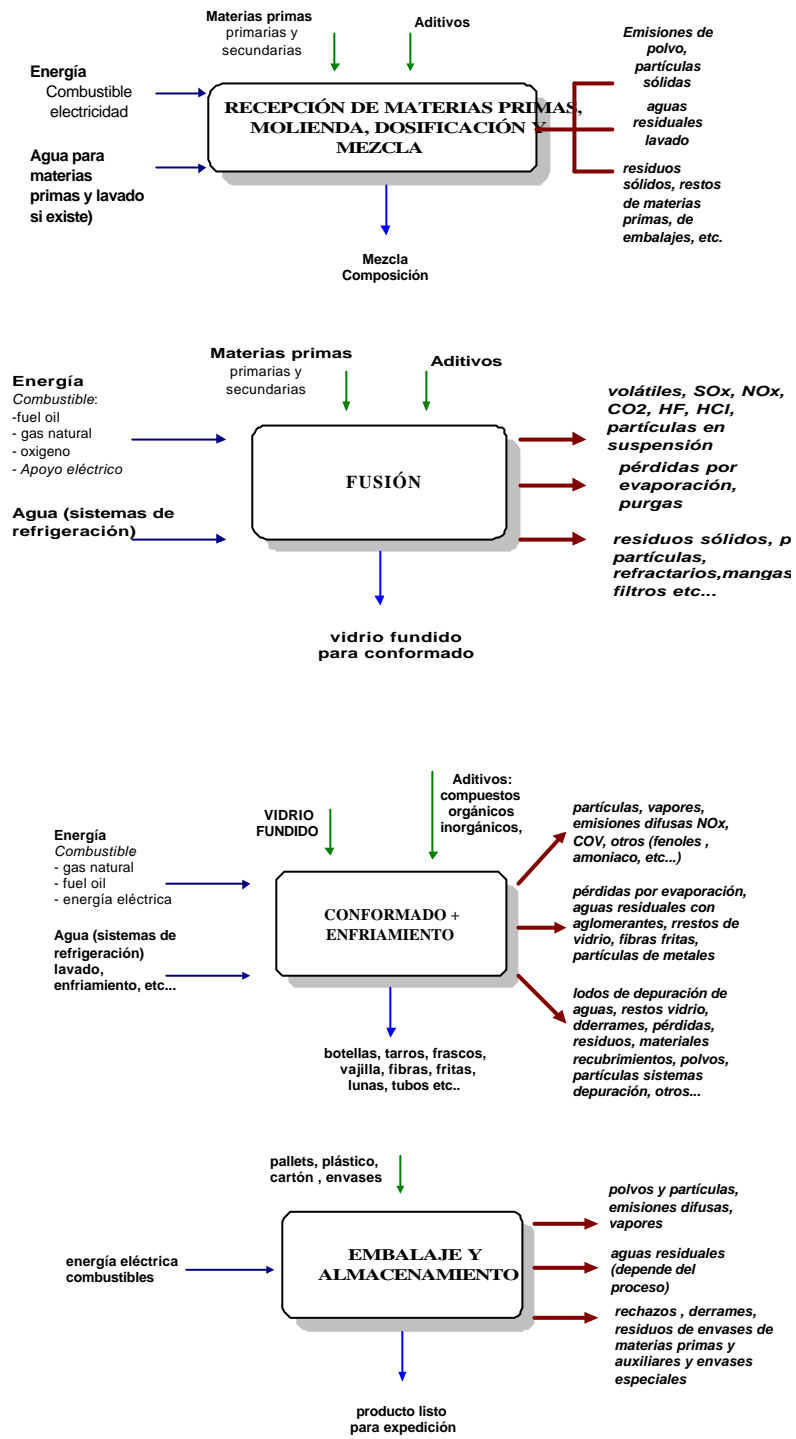 Materias primas
primarias y
secundarias
Aditivos
Energía
Combustible
electricidad
Agua para
materias
primas y lavado
si existe)
RECEPCIÓN DE MATERIAS PRIMAS,
MOLIENDA, DOSIFICACIÓN Y
MEZCLA
Emisiones de
polvo,
partículas
sólidas
aguas
residuales
lavado
residuos
sólidos, restos
de materias
primas, de
embalajes, etc.
Mezcla
Composición
Materias primas
primarias y
secundarias
Aditivos
Energía
Combustible:
-fuel oil
- gas natural
- oxigeno
- Apoyo eléctrico
Agua (sistemas de
refrigeración)
FUSIÓN
volátiles, SOx, NOx,
CO2, HF, HCl,
partículas en
suspensión
pérdidas por
evaporación,
purgas
residuos sólidos, p
partículas,
refractarios,mangas
filtros etc...
vidrio fundido
para conformado
VIDRIO
FUNDIDO
Aditivos:
compuestos
orgánicos
inorgánicos,
Energía
Combustible
- gas natural
- fuel oil
- energía eléctrica
Agua (sistemas de
refrigeración)
lavado,
enfriamiento, etc...
CONFORMADO +
ENFRIAMIENTO
partículas, vapores,
emisiones difusas NOx,
COV, otros (fenoles ,
amoniaco, etc...)
pérdidas por evaporación,
aguas residuales con
aglomerantes, rrestos de
vidrio, fibras fritas,
partículas de metales
lodos de depuración de
aguas, restos vidrio,
dderrames, pérdidas,
residuos, materiales
recubrimientos, polvos,
partículas sistemas
depuración, otros...
botellas, tarros, frascos,
vajilla, fibras, fritas,
lunas, tubos etc..
pallets, plástico,
cartón , envases
energía eléctrica
combustibles
EMBALAJE Y
ALMACENAMIENTO
polvos y partículas,
emisiones difusas,
vapores
aguas residuales
(depende del
proceso)
rechazos , derrames,
residuos de envases de
materias primas y
auxiliares y envases
especiales
producto listo
para expedición